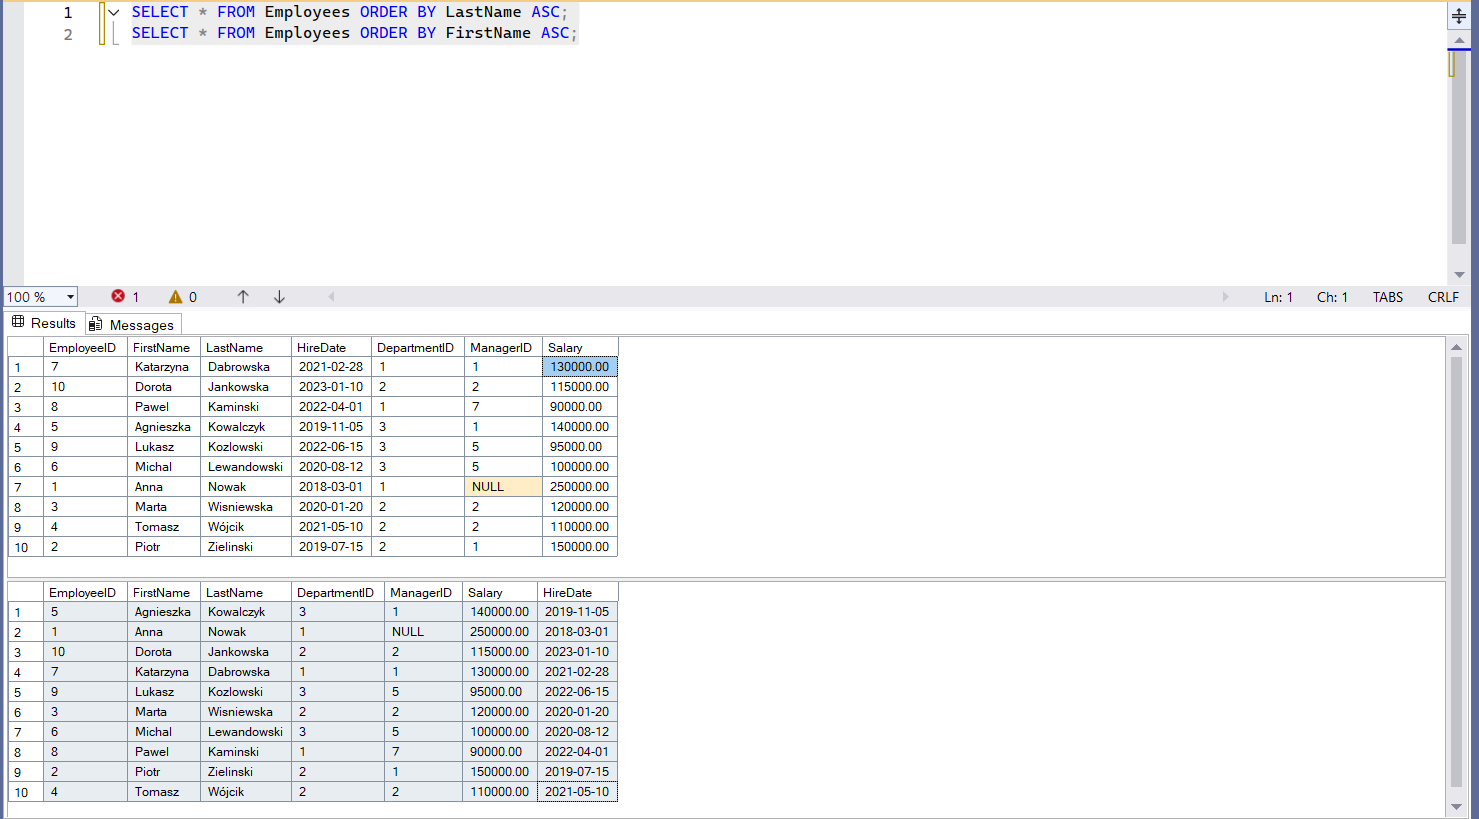 1 SELECT * FROM Employees ORDER BY LastName ASC;
2 SELECT * FROM Employees ORDER BY FirstName ASC;
100 % 1 0 Ln: 1 Ch: 1 TABS CRLF
Results Messages
EmployeeID FirstName LastName HireDate DepartmentID ManagerID Salary
1 7 Katarzyna Dabrowska 2021-02-28 1 1 130000.00
2 10 Dorota Jankowska 2023-01-10 2 2 115000.00
3 8 Pawel Kaminski 2022-04-01 1 7 90000.00
4 5 Agnieszka Kowalczyk 2019-11-05 3 1 140000.00
5 9 Lukasz Kozlowski 2022-06-15 3 5 95000.00
6 6 Michal Lewandowski 2020-08-12 3 5 100000.00
7 1 Anna Nowak 2018-03-01 1 NULL 250000.00
8 3 Marta Wisniewska 2020-01-20 2 2 120000.00
9 4 Tomasz Wójcik 2021-05-10 2 2 110000.00
10 2 Piotr Zielinski 2019-07-15 2 1 150000.00
EmployeeID FirstName LastName DepartmentID ManagerID Salary HireDate
1 5 Agnieszka Kowalczyk 3 1 140000.00 2019-11-05
2 1 Anna Nowak 1 NULL 250000.00 2018-03-01
3 10 Dorota Jankowska 2 2 115000.00 2023-01-10
4 7 Katarzyna Dabrowska 1 1 130000.00 2021-02-28
5 9 Lukasz Kozlowski 3 5 95000.00 2022-06-15
6 3 Marta Wisniewska 2 2 120000.00 2020-01-20
7 6 Michal Lewandowski 3 5 100000.00 2020-08-12
8 8 Pawel Kaminski 1 7 90000.00 2022-04-01
9 2 Piotr Zielinski 2 1 150000.00 2019-07-15
10 4 Tomasz Wójcik 2 2 110000.00 2021-05-10